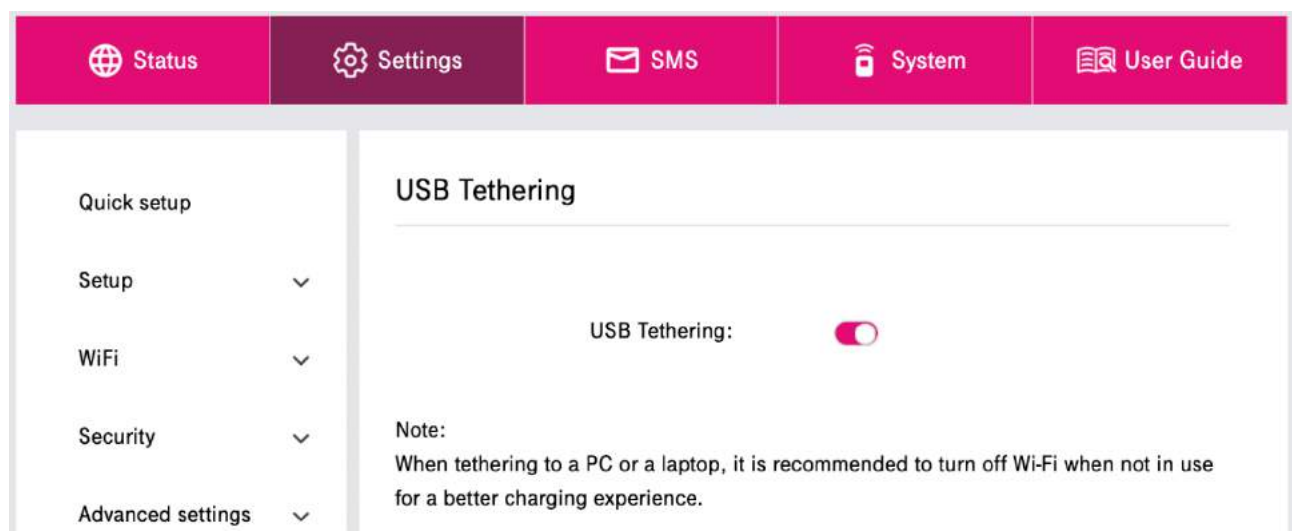 Status
Settings
SMS
System
User Guide
Quick setup
Setup
WiFi
Security
Advanced settings
USB Tethering
USB Tethering:
Note:
When tethering to a PC or a laptop, it is recommended to turn off Wi-Fi when not in use
for a better charging experience.